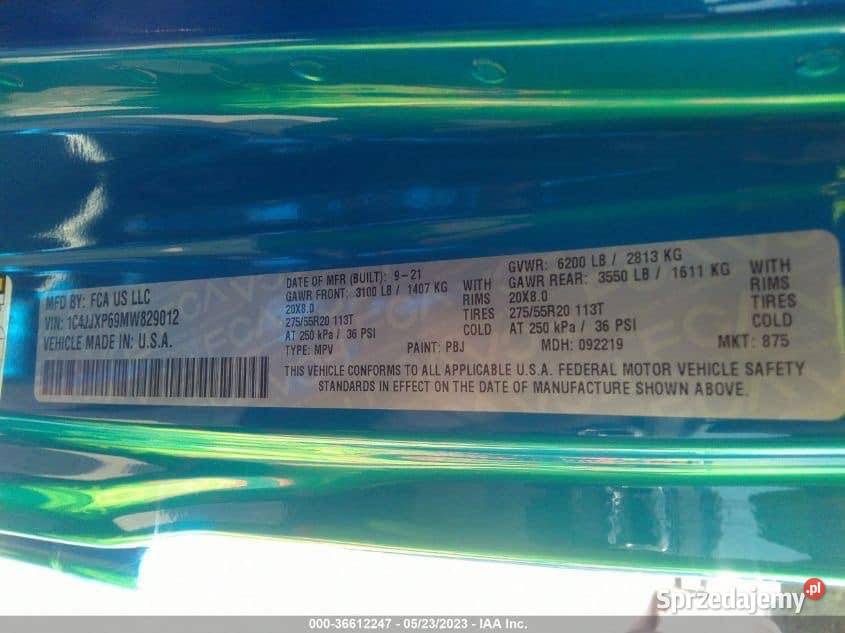 MFD BY: FCA US LLC
VIN: 1C4JJXP69MW829012
VEHICLE MADE IN: U.S.A.
DATE OF MFR (BUILT): 9-21
GAWR FRONT: 3100 LB / 1407 KG WITH
20X8.0 RIMS
275/55R20 113T TIRES
AT 250 kPa / 36 PSI COLD
GVWR: 6200 LB / 2813 KG
GAWR REAR: 3550 LB / 1611 KG WITH
20X8.0 RIMS
275/55R20 113T TIRES
AT 250 kPa / 36 PSI COLD
TYPE: MPV PAINT: PBJ MDH: 092219 MKT: 875
THIS VEHICLE CONFORMS TO ALL APPLICABLE U.S.A. FEDERAL MOTOR VEHICLE SAFETY
STANDARDS IN EFFECT ON THE DATE OF MANUFACTURE SHOWN ABOVE.
Sprzedajemy.pl
000-36612247 - 05/23/2023 - IAA Inc.